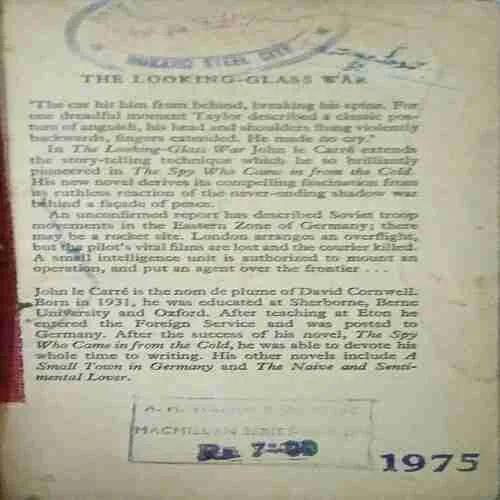 BOKARO STEEL CITY
THE LOOKING-GLASS WAR
'The car hit him from behind, breaking his spine. For
one dreadful moment Taylor described a classic pos-
ture of anguish, his head and shoulders flung violently
backwards, fingers extended. He made no cry.'
In The Looking-Glass War John le Carré extends
the story-telling technique which he so brilliantly
pioneered in The Spy Who Came in from the Cold.
His new novel derives its compelling fascination from
its ruthless reaction of the never-ending shadow war
behind a façade of peace.
An unconfirmed report has described Soviet troop
movements in the Eastern Zone of Germany; there
may be a rocket site. London arranges an overflight,
but the pilot's vital films are lost and the courier killed.
A small intelligence unit is authorized to mount an
operation, and put an agent over the frontier . . .
John le Carré is the nom de plume of David Cornwell.
Born in 1931, he was educated at Sherborne, Berne
University and Oxford. After teaching at Eton he
entered the Foreign Service and was posted to
Germany. After the success of his novel, The Spy
Who Came in from the Cold, he was able to devote his
whole time to writing. His other novels include A
Small Town in Germany and The Naive and Senti-
mental Lover.
MACMILLAN SERIES
Rs 7-00
1975